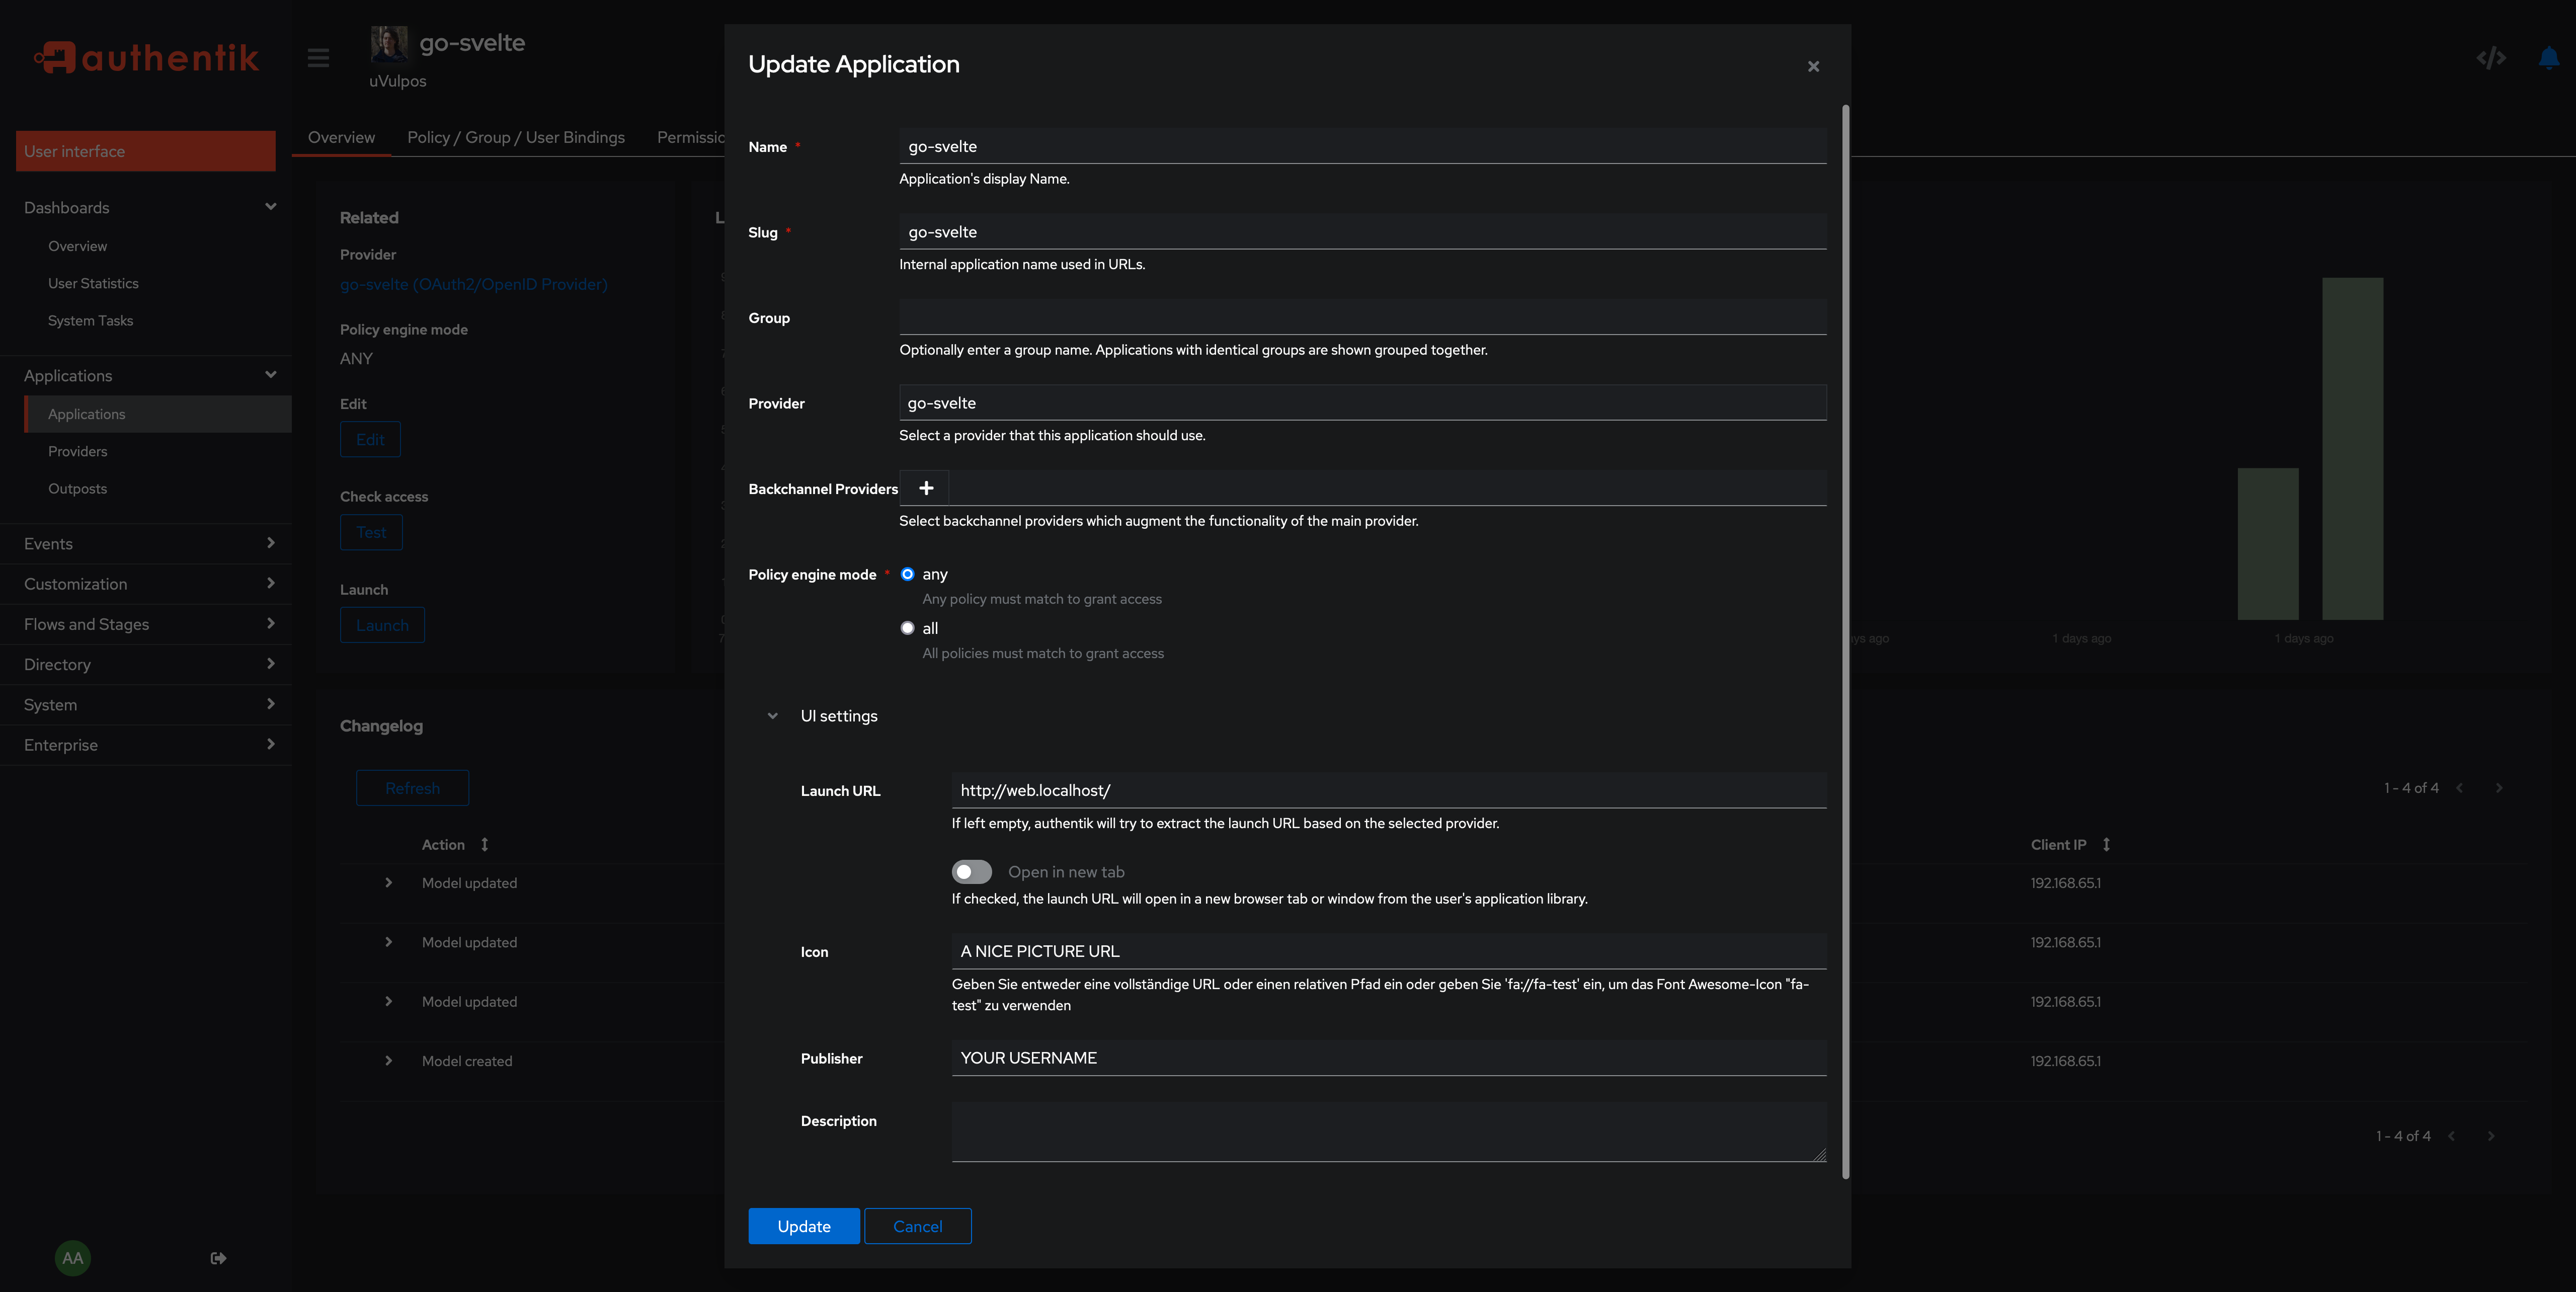 authentik
User interface
Dashboards
Overview
User Statistics
System Tasks
Applications
Applications
Providers
Outposts
Events
Customization
Flows and Stages
Directory
System
Enterprise
AA
go-svelte
uVulpos
Overview
Policy / Group / User Bindings
Permissio
Related
Provider
go-svelte (OAuth2/OpenID Provider)
Policy engine mode
ANY
Edit
Edit
Check access
Test
Launch
Launch
Changelog
Refresh
Action
Model updated
Model updated
Model updated
Model created
Update Application
Name *
go-svelte
Application's display Name.
Slug *
go-svelte
Internal application name used in URLs.
Group
Optionally enter a group name. Applications with identical groups are shown grouped together.
Provider
go-svelte
Select a provider that this application should use.
Backchannel Providers
Select backchannel providers which augment the functionality of the main provider.
Policy engine mode *
any
Any policy must match to grant access
all
All policies must match to grant access
UI settings
Launch URL
http://web.localhost/
If left empty, authentik will try to extract the launch URL based on the selected provider.
Open in new tab
If checked, the launch URL will open in a new browser tab or window from the user's application library.
Icon
A NICE PICTURE URL
Geben Sie entweder eine vollständige URL oder einen relativen Pfad ein oder geben Sie 'fa://fa-test' ein, um das Font Awesome-Icon "fa-
test" zu verwenden
Publisher
YOUR USERNAME
Description
Update
Cancel
ys ago
1 days ago
1 days ago
1 - 4 of 4
Client IP
192.168.65.1
192.168.65.1
192.168.65.1
192.168.65.1
1 - 4 of 4